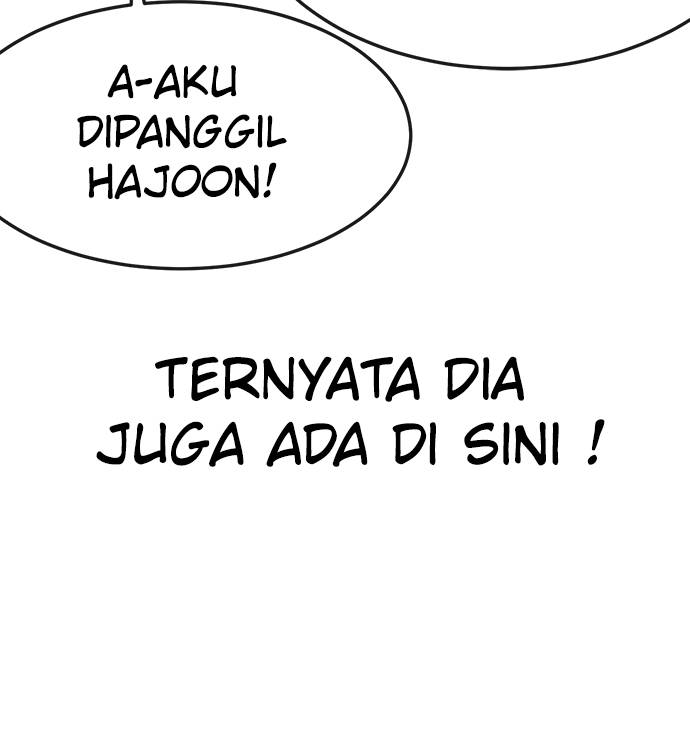 A-AKU
DIPANGGIL
HAJOON!
TERNYATA DIA
JUGA ADA DI SINI !